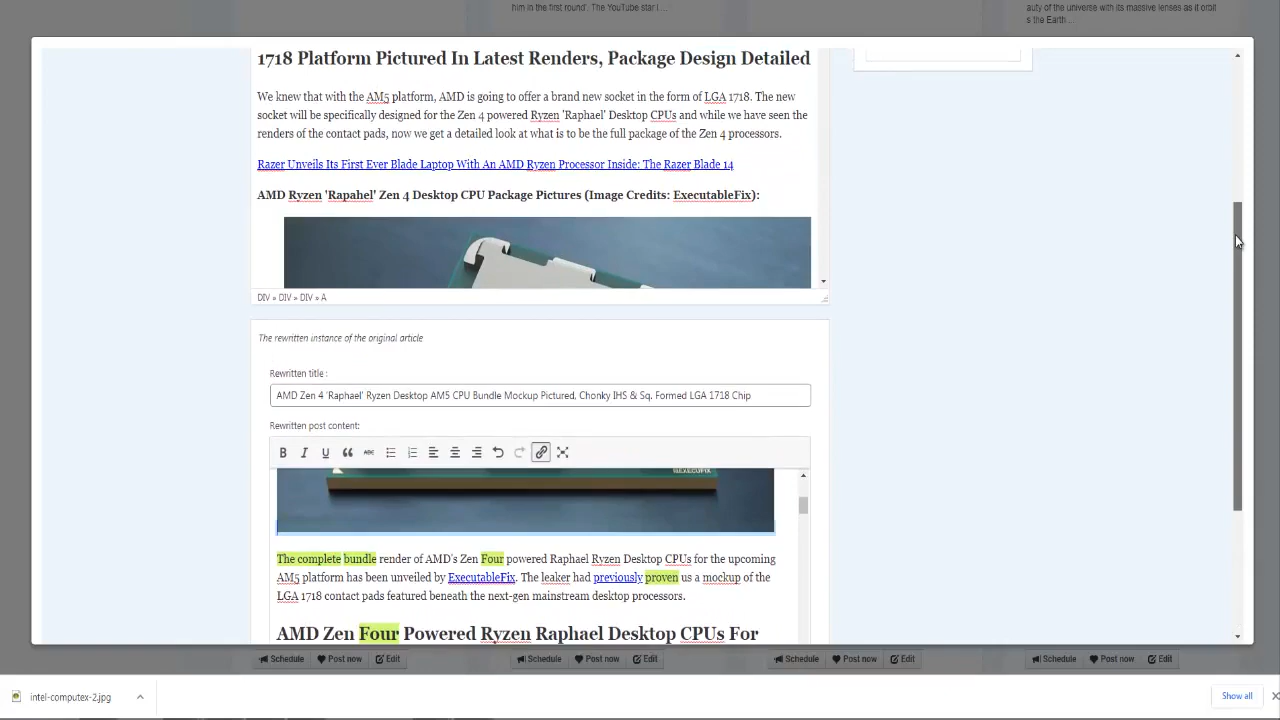 him in the first round'. The YouTube star i ...
auty of the universe with its massive lenses as it orbit
s the Earth ...
1718 Platform Pictured In Latest Renders, Package Design Detailed
We knew that with the AM5 platform, AMD is going to offer a brand new socket in the form of LGA 1718. The new
socket will be specifically designed for the Zen 4 powered Ryzen 'Raphael' Desktop CPUs and while we have seen the
renders of the contact pads, now we get a detailed look at what is to be the full package of the Zen 4 processors.
Razer Unveils Its First Ever Blade Laptop With An AMD Ryzen Processor Inside: The Razer Blade 14
AMD Ryzen 'Rapahel' Zen 4 Desktop CPU Package Pictures (Image Credits: ExecutableFix):
DIV » DIV » DIV » A
The rewritten instance of the original article
Rewritten title :
AMD Zen 4 'Raphael' Ryzen Desktop AM5 CPU Bundle Mockup Pictured, Chonky IHS & Sq. Formed LGA 1718 Chip
Rewritten post content:
B I U ABC
The complete bundle render of AMD's Zen Four powered Raphael Ryzen Desktop CPUs for the upcoming
AM5 platform has been unveiled by ExecutableFix. The leaker had previously proven us a mockup of the
LGA 1718 contact pads featured beneath the next-gen mainstream desktop processors.
AMD Zen Four Powered Ryzen Raphael Desktop CPUs For
Schedule Post now Edit Schedule Post now Edit Schedule Post now Edit Schedule Post now Edit
intel-computex-2.jpg
Show all